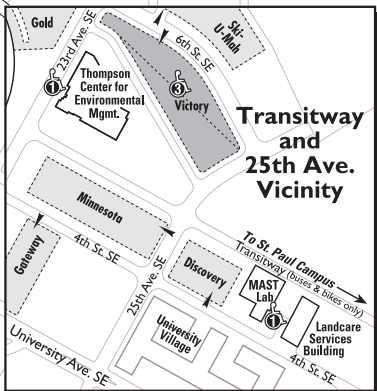 Gold
Ski-
U-Mah
23rd Ave. SE
6th St. SE
Thompson
Center for
Environmental
Mgmt.
1
3
Victory
Transitway
and
25th Ave.
Vicinity
Minnesota
4th St. SE
Gateway
25th Ave. SE
To St. Paul Campus
Transitway (buses & bikes only)
Discovery
MAST
Lab
1
University
Village
Landcare
Services
Building
University Ave. SE
4th St. SE